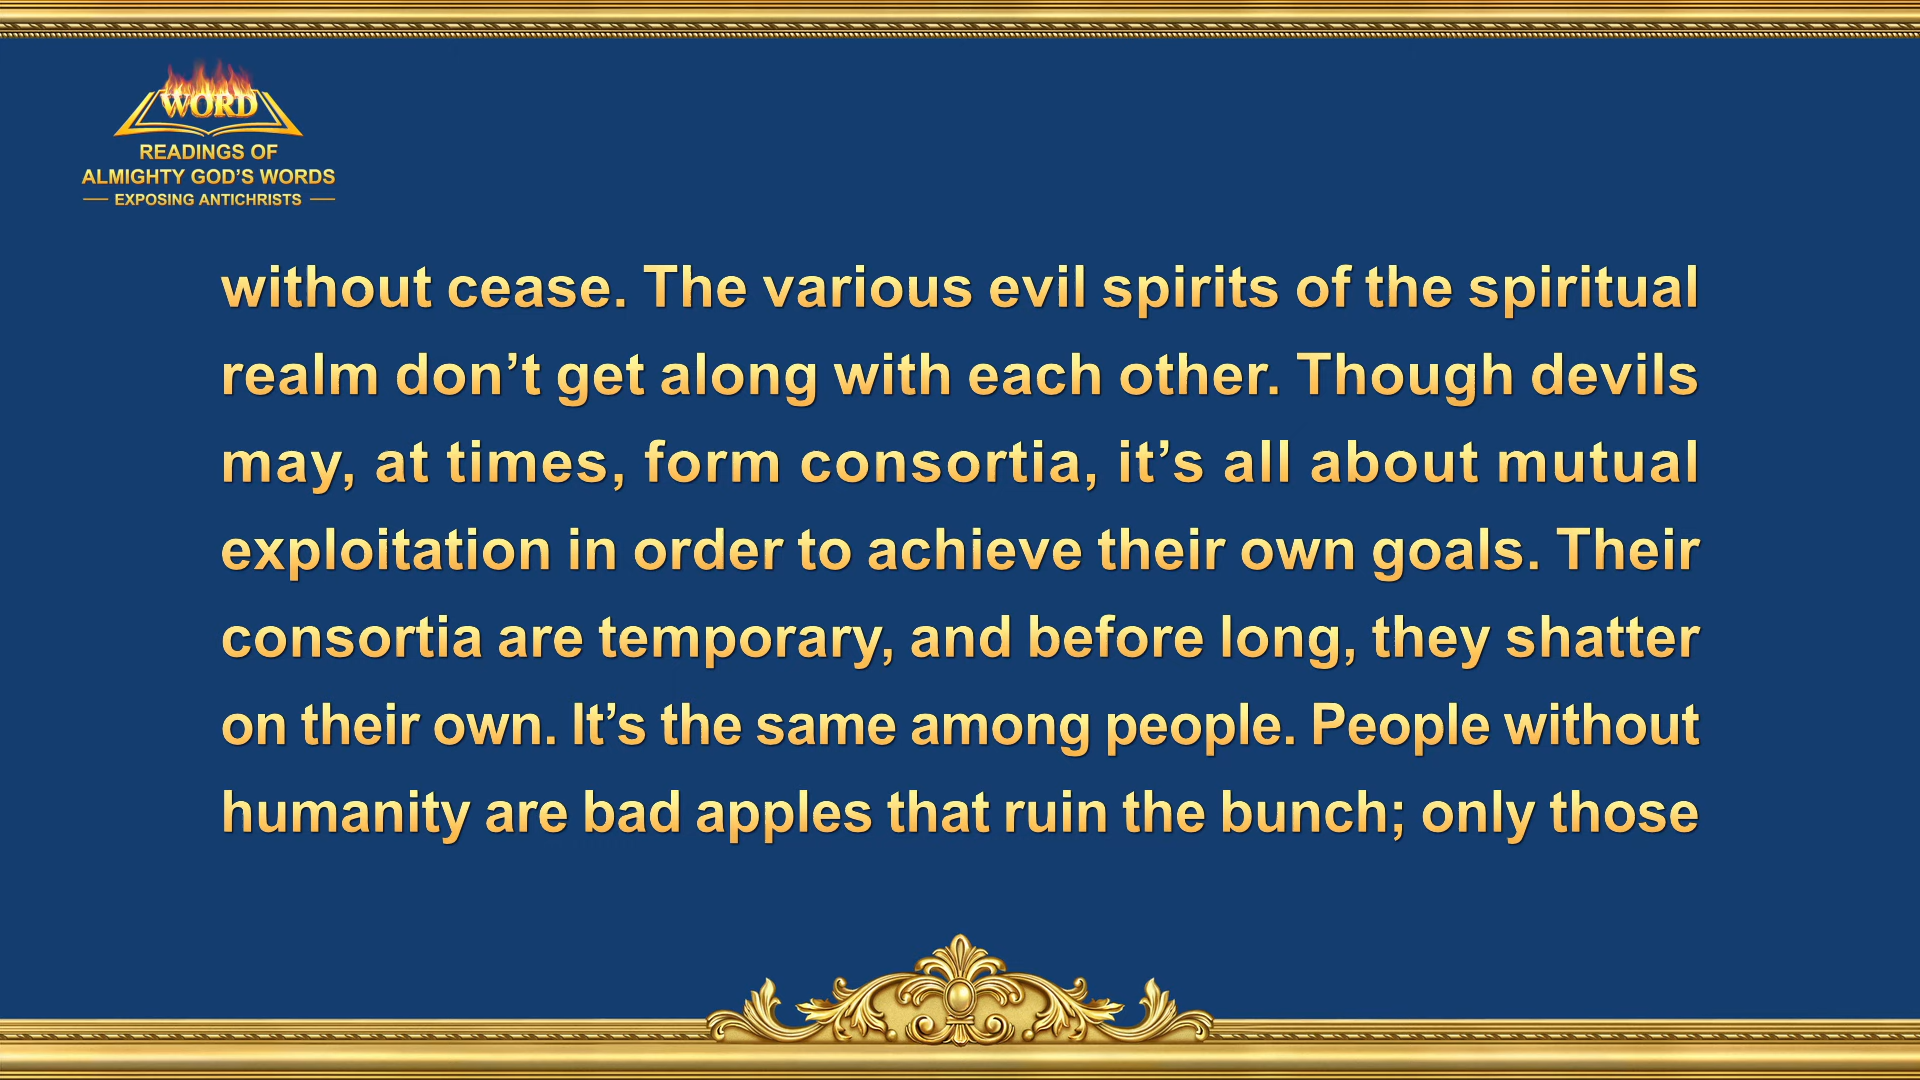 WORD
READINGS OF
ALMIGHTY GOD’S WORDS
EXPOSING ANTICHRISTS
without cease. The various evil spirits of the spiritual
realm don’t get along with each other. Though devils
may, at times, form consortia, it’s all about mutual
exploitation in order to achieve their own goals. Their
consortia are temporary, and before long, they shatter
on their own. It’s the same among people. People without
humanity are bad apples that ruin the bunch; only those